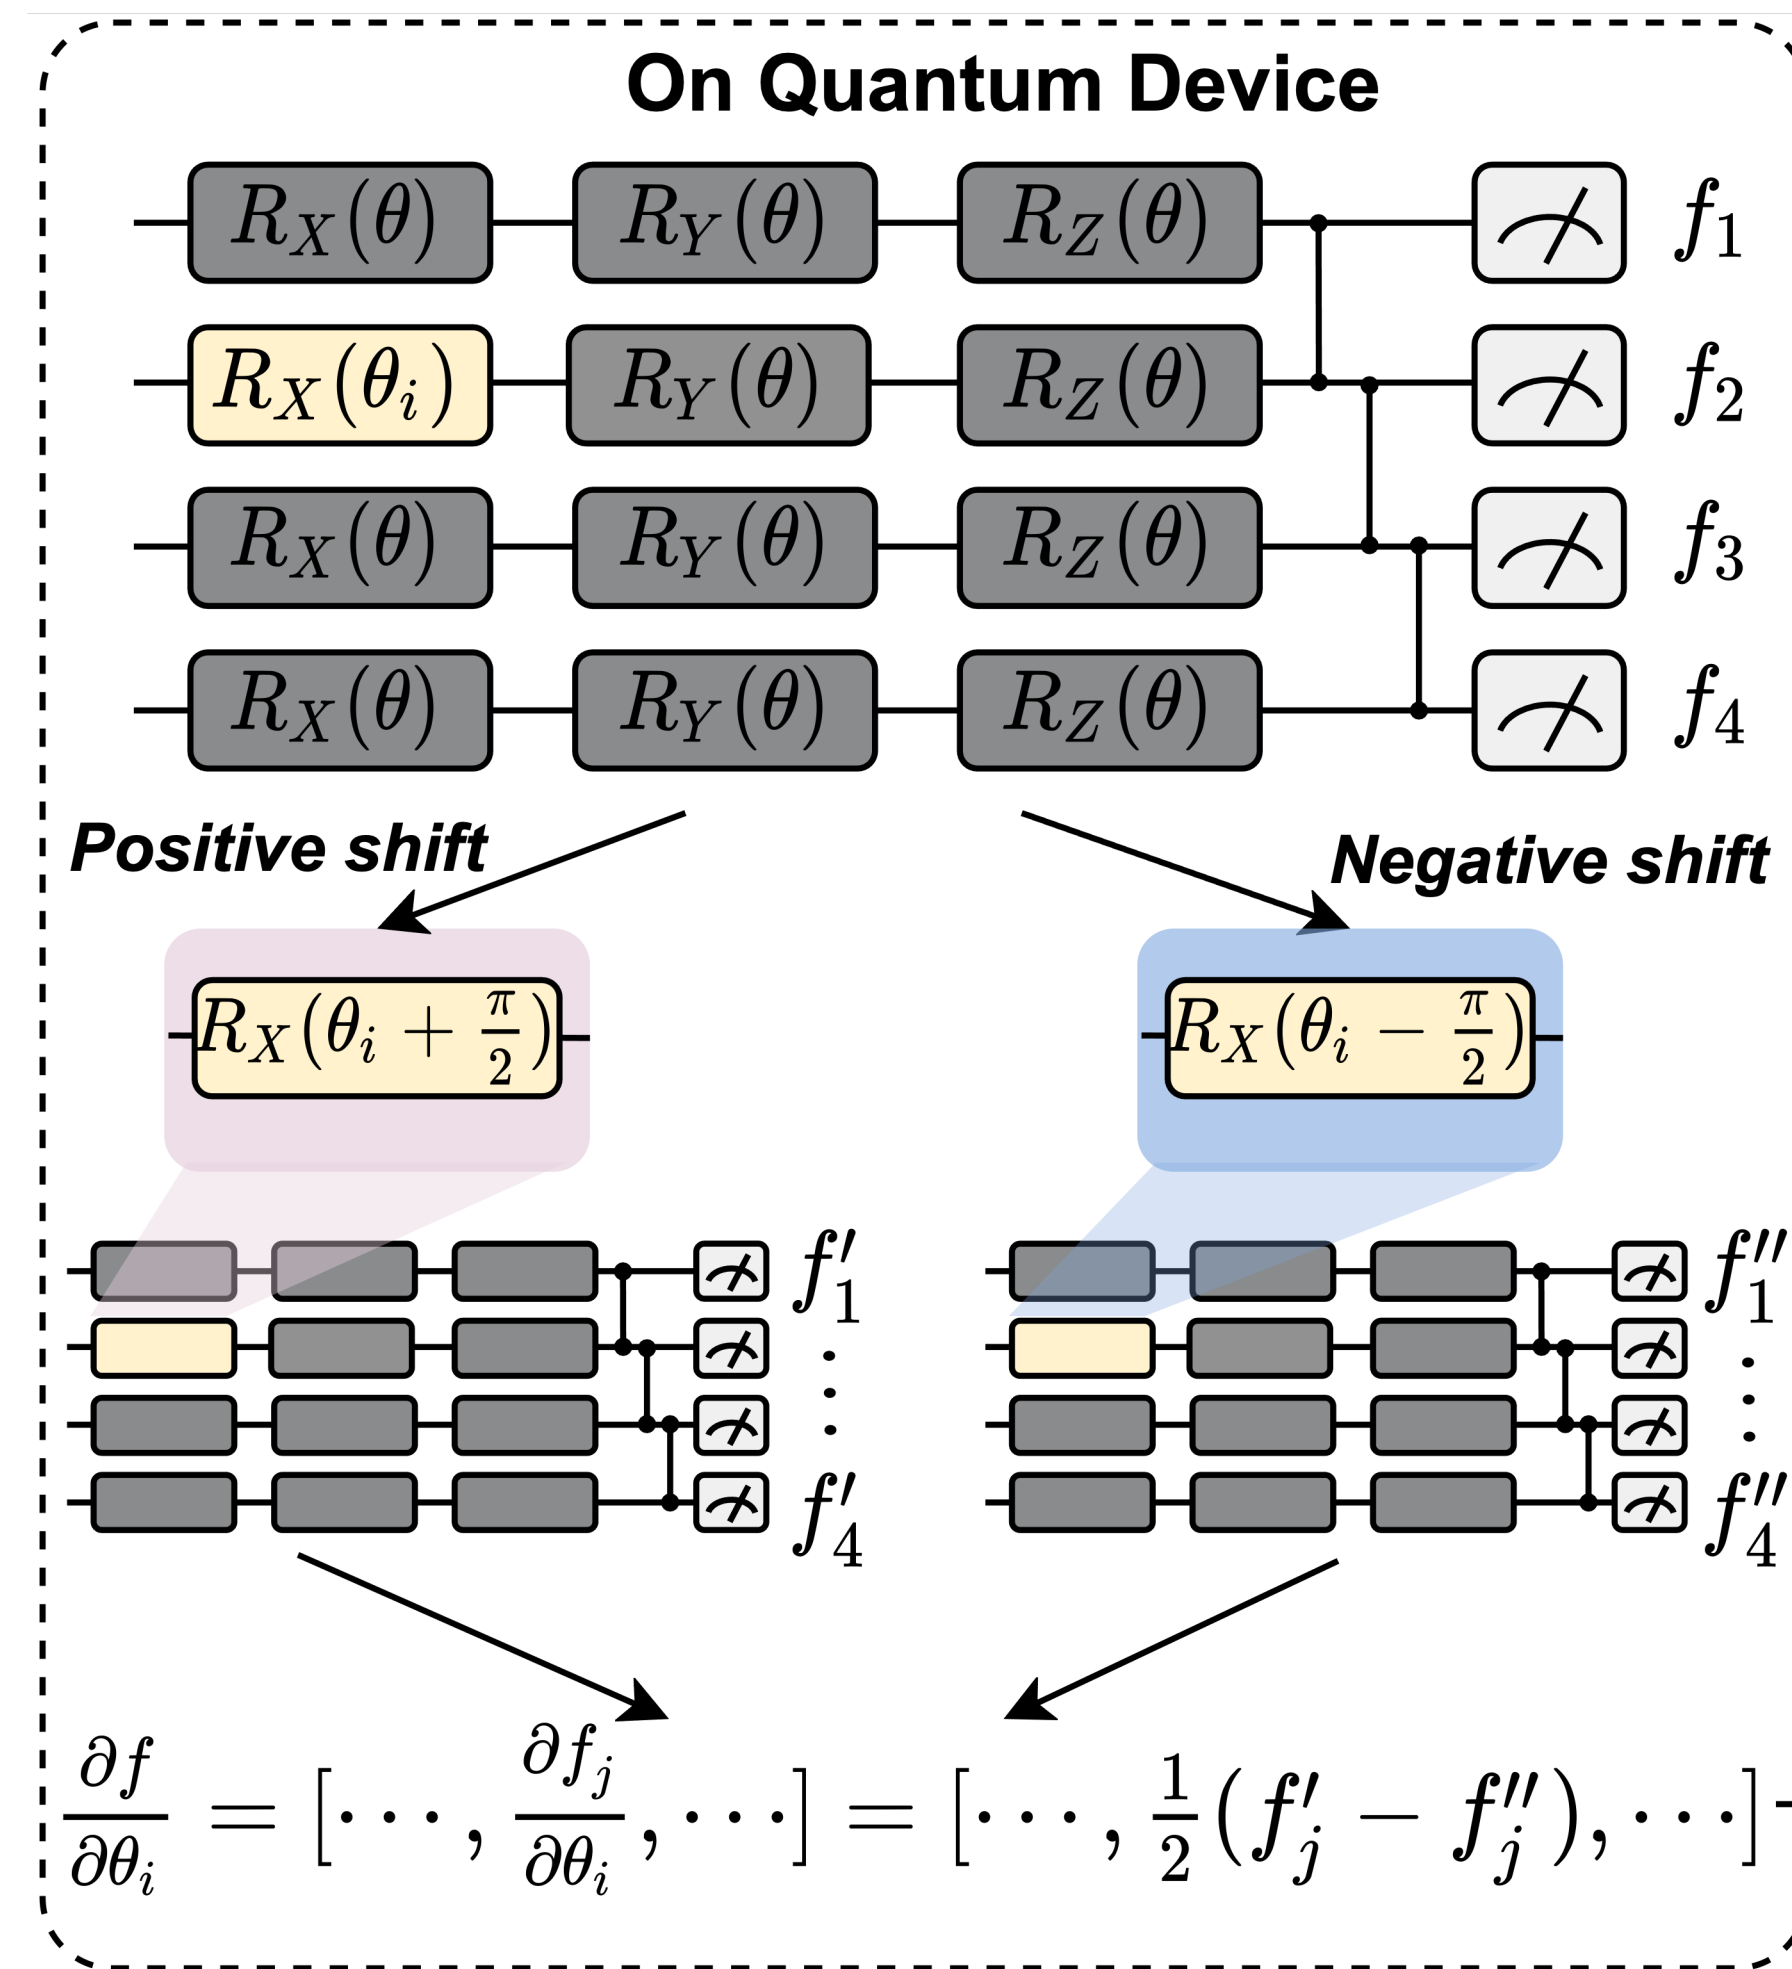 On Quantum Device
R_X(θ) R_Y(θ) R_Z(θ) f_1
R_X(θ_i) R_Y(θ) R_Z(θ) f_2
R_X(θ) R_Y(θ) R_Z(θ) f_3
R_X(θ) R_Y(θ) R_Z(θ) f_4
Positive shift
Negative shift
R_X(θ_i + π/2)
R_X(θ_i − π/2)
f′_1
⋮
f′_4
f″_1
⋮
f″_4
∂f/∂θ_i = [⋯, ∂f_j/∂θ_i, ⋯] = [⋯, 1/2(f′_j − f″_j), ⋯]